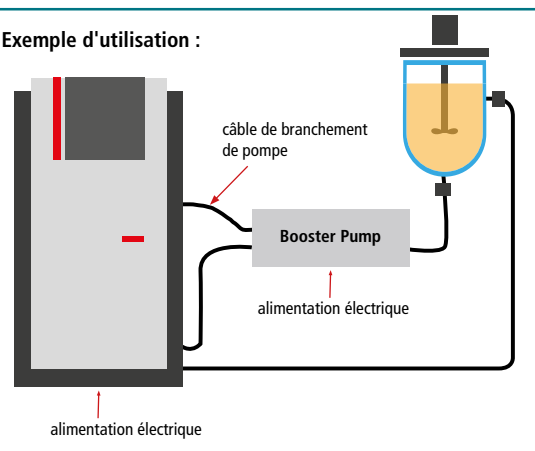 Exemple d'utilisation :
câble de branchement
de pompe
Booster Pump
alimentation électrique
alimentation électrique